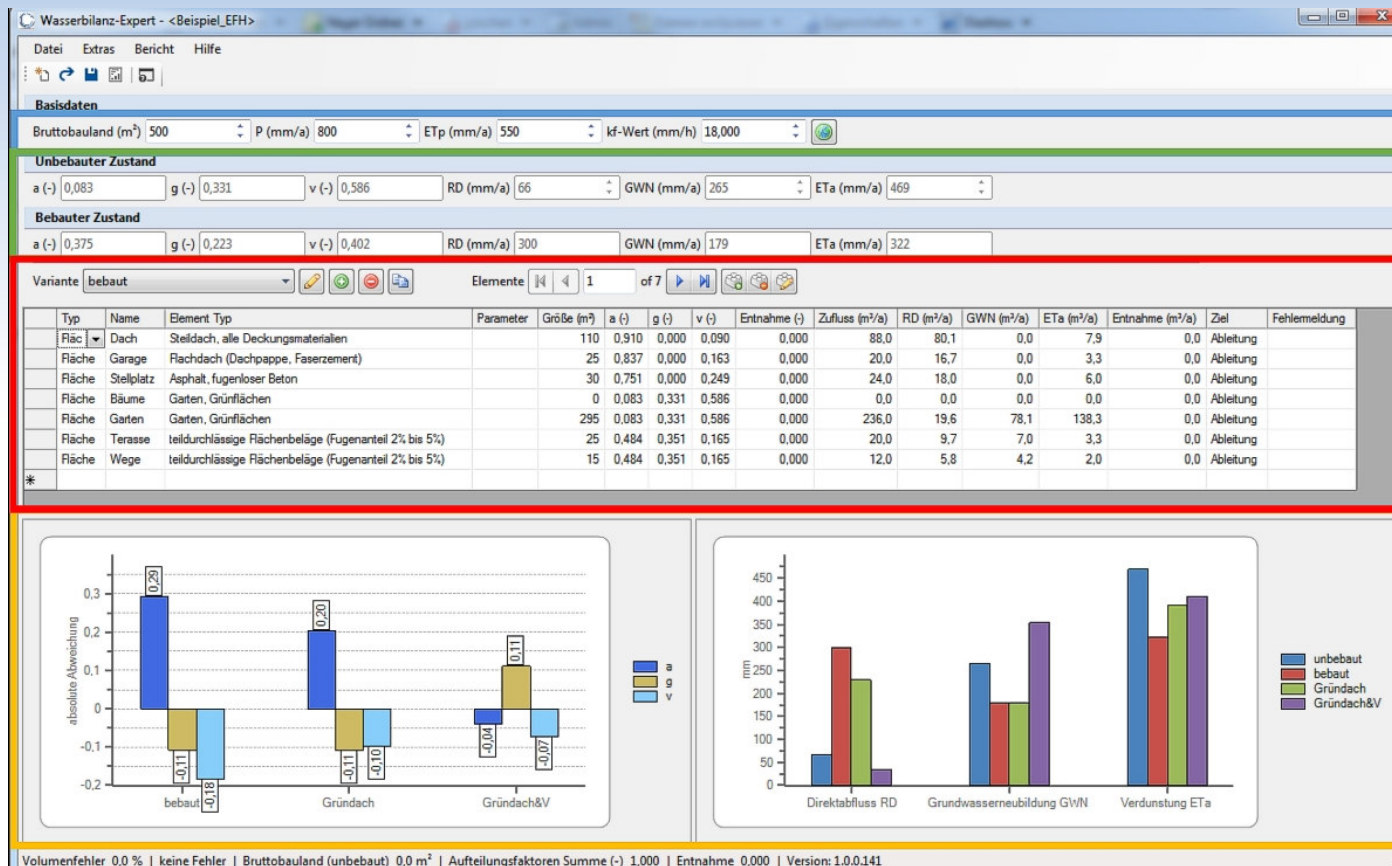 Wasserbilanz-Expert - <Beispiel_EFH>
Datei Extras Bericht Hilfe
Basisdaten
Bruttobauland (m²) 500 P (mm/a) 800 ETp (mm/a) 550 kf-Wert (mm/h) 18,000
Unbebauter Zustand
a (-) 0,083 g (-) 0,331 v (-) 0,586 RD (mm/a) 66 GWN (mm/a) 265 ETa (mm/a) 469
Bebauter Zustand
a (-) 0,375 g (-) 0,223 v (-) 0,402 RD (mm/a) 300 GWN (mm/a) 179 ETa (mm/a) 322
Variante bebaut Elemente 1 of 7
Typ Name Element Typ Parameter Größe (m²) a (-) g (-) v (-) Entnahme (-) Zufluss (m³/a) RD (m³/a) GWN (m³/a) ETa (m³/a) Entnahme (m³/a) Ziel Fehlermeldung
Fläc Dach Steildach, alle Deckungsmaterialien 110 0,910 0,000 0,090 0,000 88,0 80,1 0,0 7,9 0,0 Ableitung
Fläche Garage Flachdach (Dachpappe, Faserzement) 25 0,837 0,000 0,163 0,000 20,0 16,7 0,0 3,3 0,0 Ableitung
Fläche Stellplatz Asphalt, fugenloser Beton 30 0,751 0,000 0,249 0,000 24,0 18,0 0,0 6,0 0,0 Ableitung
Fläche Bäume Garten, Grünflächen 0 0,083 0,331 0,586 0,000 0,0 0,0 0,0 0,0 0,0 Ableitung
Fläche Garten Garten, Grünflächen 295 0,083 0,331 0,586 0,000 236,0 19,6 78,1 138,3 0,0 Ableitung
Fläche Terasse teildurchlässige Flächenbeläge (Fugenanteil 2% bis 5%) 25 0,484 0,351 0,165 0,000 20,0 9,7 7,0 3,3 0,0 Ableitung
Fläche Wege teildurchlässige Flächenbeläge (Fugenanteil 2% bis 5%) 15 0,484 0,351 0,165 0,000 12,0 5,8 4,2 2,0 0,0 Ableitung
*
absolute Abweichung
0,3
0,2
0,1
0
-0,1
-0,2
0,29
-0,11
-0,18
0,20
-0,11
-0,10
-0,04
0,11
-0,07
bebaut Gründach Gründach&V
a
g
v
mm
450
400
350
300
250
200
150
100
50
0
Direktabfluss RD Grundwasserneubildung GWN Verdunstung ETa
unbebaut
bebaut
Gründach
Gründach&V
Volumenfehler 0,0 % | keine Fehler | Bruttobauland (unbebaut) 0,0 m² | Aufteilungsfaktoren Summe (-) 1,000 | Entnahme 0,000 | Version: 1.0.0.141